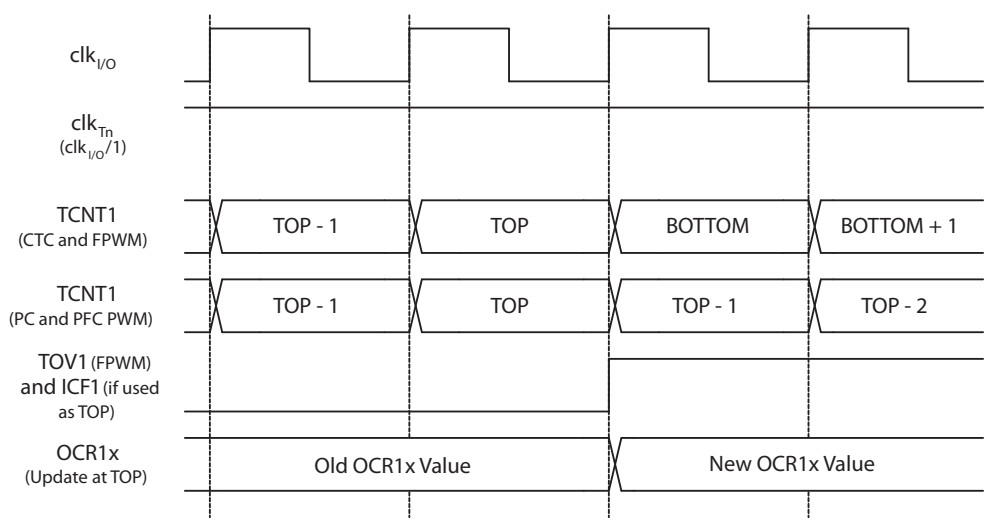 clkI/O
clkTn
(clkI/O/1)
TCNT1
(CTC and FPWM)
TOP - 1
TOP
BOTTOM
BOTTOM + 1
TCNT1
(PC and PFC PWM)
TOP - 1
TOP
TOP - 1
TOP - 2
TOV1 (FPWM)
and ICF1 (if used
as TOP)
OCR1x
(Update at TOP)
Old OCR1x Value
New OCR1x Value